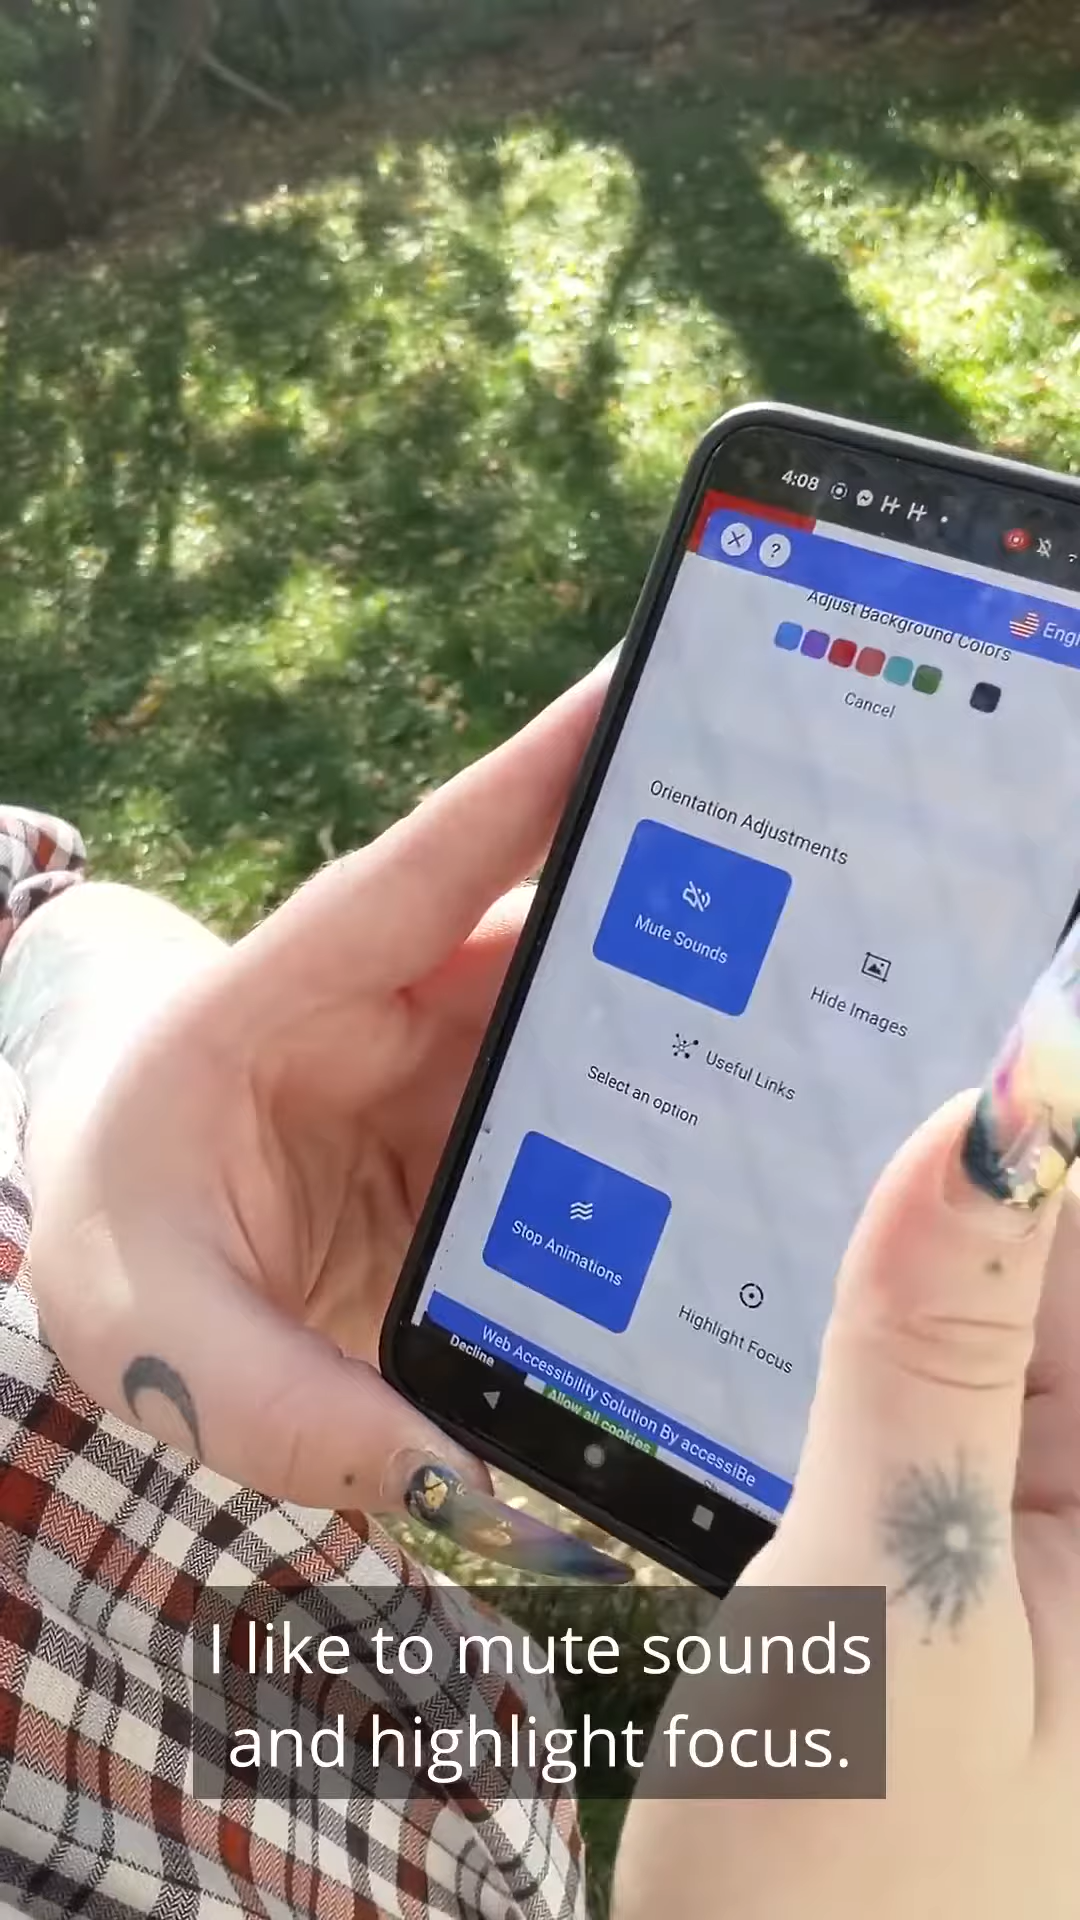 4:08
?
Engl
Adjust Background Colors
Cancel
Orientation Adjustments
Mute Sounds
Hide Images
Useful Links
Select an option
Stop Animations
Highlight Focus
Web Accessibility Solution By accessiBe
Decline
Allow all cookies
I like to mute sounds
and highlight focus.